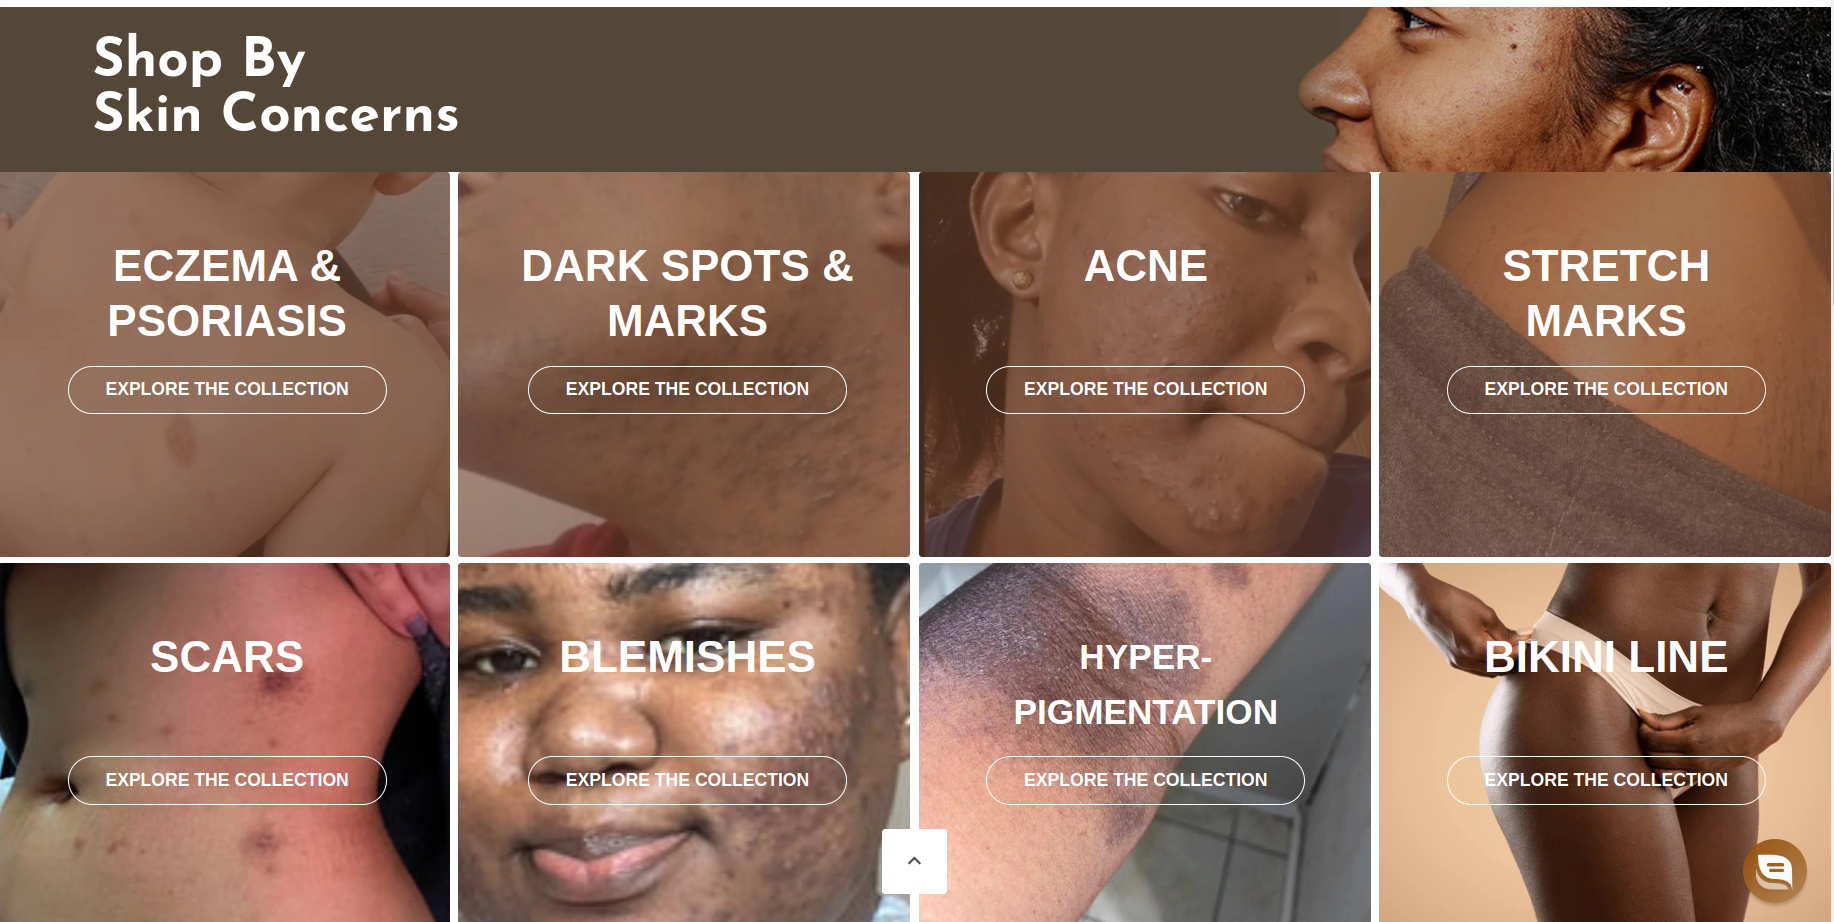 Shop By
Skin Concerns
ECZEMA &
PSORIASIS
EXPLORE THE COLLECTION
DARK SPOTS &
MARKS
EXPLORE THE COLLECTION
ACNE
EXPLORE THE COLLECTION
STRETCH
MARKS
EXPLORE THE COLLECTION
SCARS
EXPLORE THE COLLECTION
BLEMISHES
EXPLORE THE COLLECTION
HYPER-
PIGMENTATION
EXPLORE THE COLLECTION
BIKINI LINE
EXPLORE THE COLLECTION